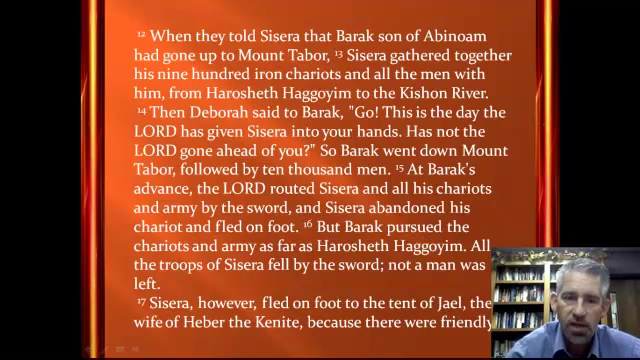 12 When they told Sisera that Barak son of Abinoam
had gone up to Mount Tabor, 13 Sisera gathered together
his nine hundred iron chariots and all the men with
him, from Harosheth Haggoyim to the Kishon River.
14 Then Deborah said to Barak, "Go! This is the day the
LORD has given Sisera into your hands. Has not the
LORD gone ahead of you?" So Barak went down Mount
Tabor, followed by ten thousand men. 15 At Barak's
advance, the LORD routed Sisera and all his chariots
and army by the sword, and Sisera abandoned his
chariot and fled on foot. 16 But Barak pursued the
chariots and army as far as Harosheth Haggoyim. All
the troops of Sisera fell by the sword; not a man was
left.
17 Sisera, however, fled on foot to the tent of Jael, the
wife of Heber the Kenite, because there were friendly